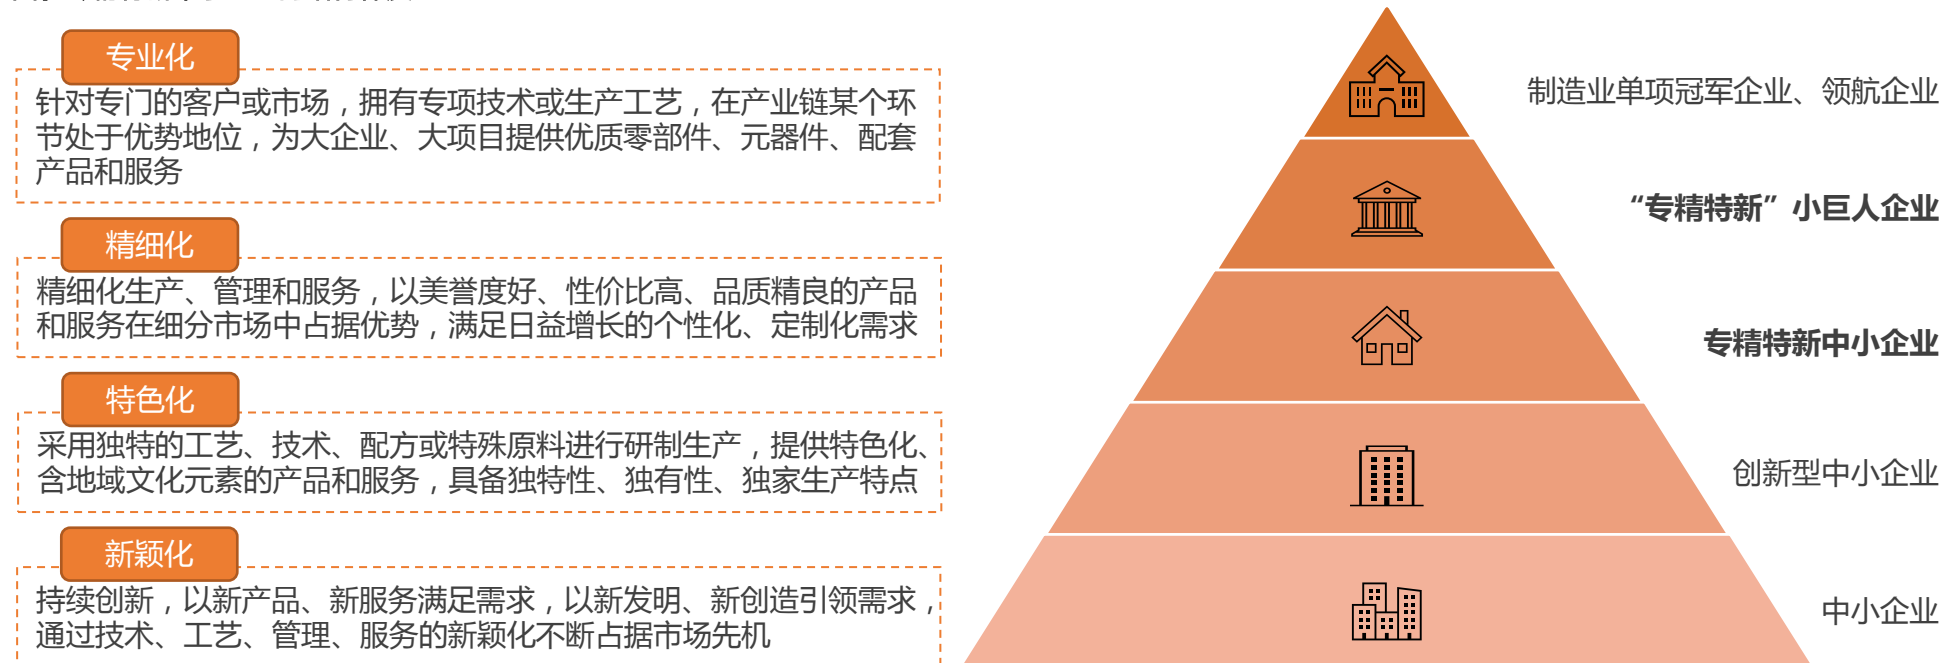 专业化
针对专门的客户或市场，拥有专项技术或生产工艺，在产业链某个环
节处于优势地位，为大企业、大项目提供优质零部件、元器件、配套
产品和服务
精细化
精细化生产、管理和服务，以美誉度好、性价比高、品质精良的产品
和服务在细分市场中占据优势，满足日益增长的个性化、定制化需求
特色化
采用独特的工艺、技术、配方或特殊原料进行研制生产，提供特色化、
含地域文化元素的产品和服务，具备独特性、独有性、独家生产特点
新颖化
持续创新，以新产品、新服务满足需求，以新发明、新创造引领需求，
通过技术、工艺、管理、服务的新颖化不断占据市场先机
制造业单项冠军企业、领航企业
“专精特新”小巨人企业
专精特新中小企业
创新型中小企业
中小企业